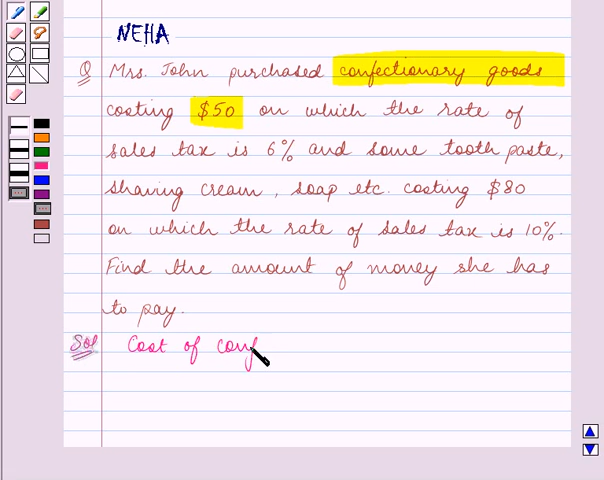 NEHA
Q Mrs. John purchased confectionary goods
costing $50 on which the rate of
sales tax is 6% and some tooth paste,
shaving cream, soap etc. costing $80
on which the rate of sales tax is 10%.
Find the amount of money she has
to pay.
Sol Cost of conf